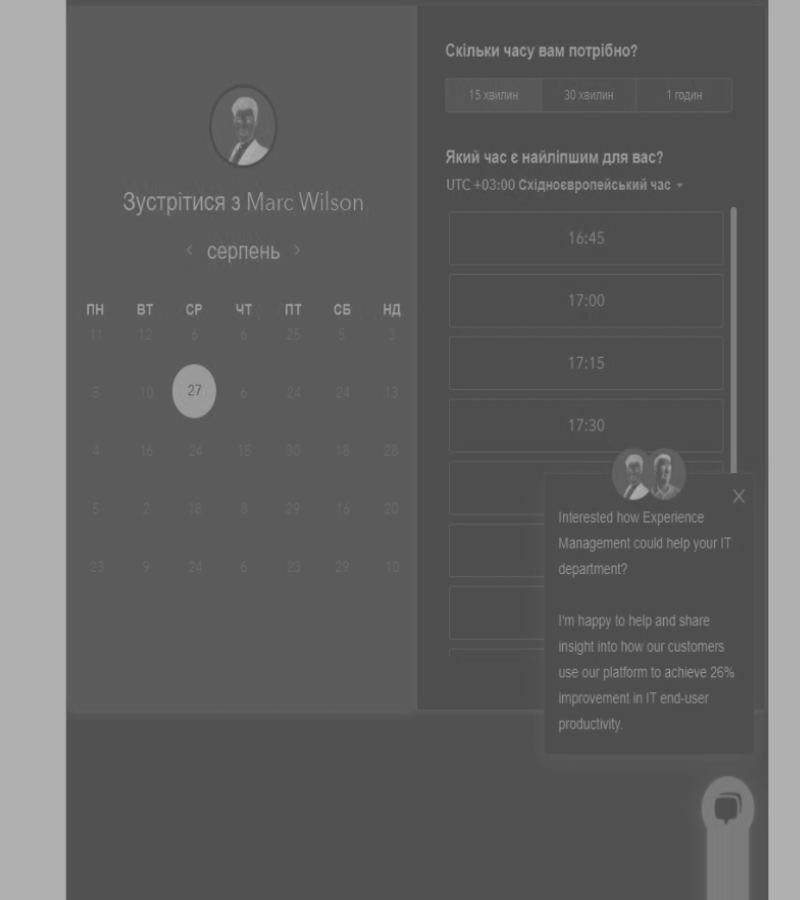 Зустрітися з Marc Wilson
серпень
ПН ВТ СР ЧТ ПТ СБ НД
11 12 6 6 25 5 3
5 10 27 6 24 24 13
4 16 24 15 30 18 28
5 2 18 8 29 16 20
23 9 24 6 23 29 10
Скільки часу вам потрібно?
15 хвилин 30 хвилин 1 годин
Який час є найліпшим для вас?
UTC +03:00 Східноєвропейський час
16:45
17:00
17:15
17:30
Interested how Experience
Management could help your IT
department?
I'm happy to help and share
insight into how our customers
use our platform to achieve 26%
improvement in IT end-user
productivity.